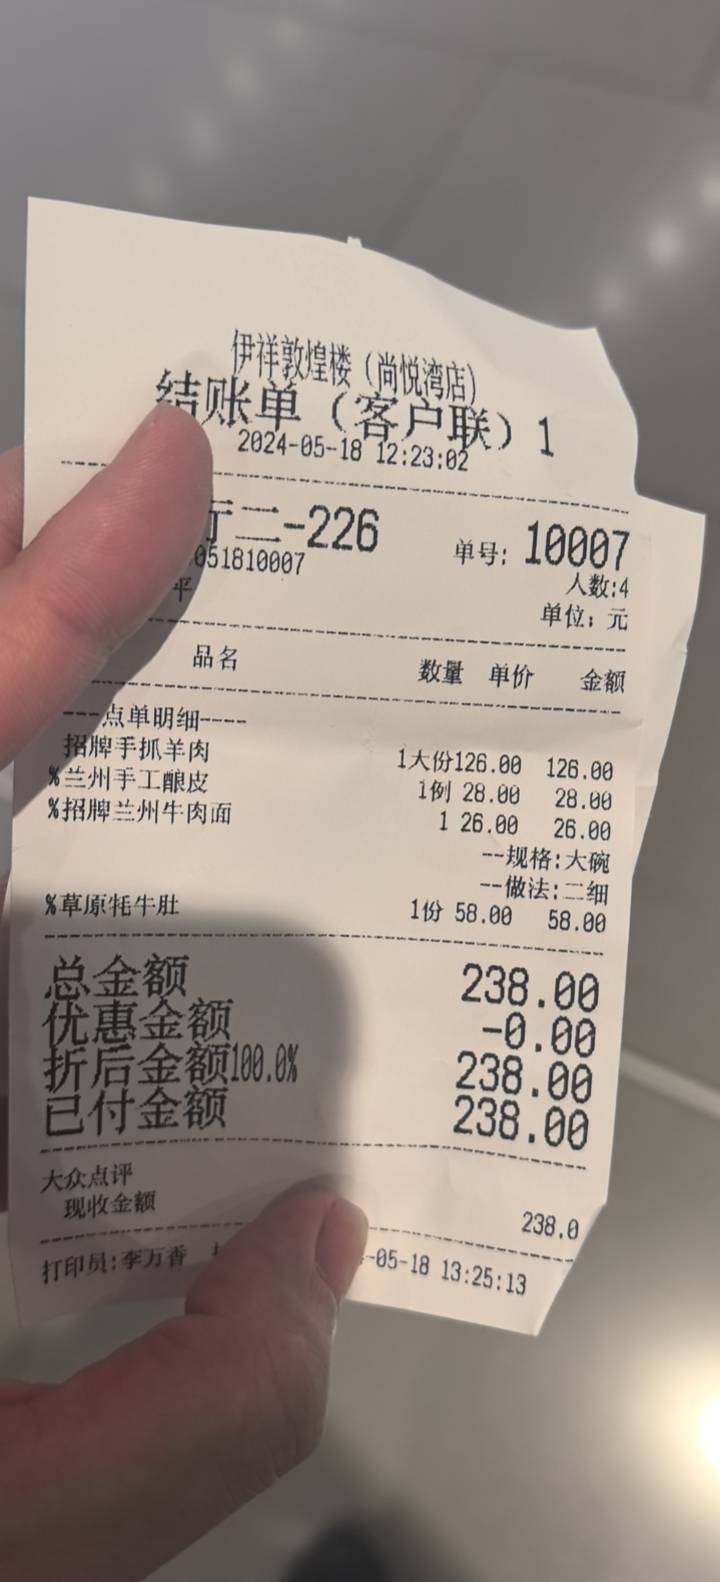 伊祥敦煌楼（尚悦湾店）
结账单（客户联）1
2024-05-18 12:23:02
厅二-226 单号: 10007
051810007 人数:4
平 单位：元
品名 数量 单价 金额
----点单明细----
招牌手抓羊肉 1大份126.00 126.00
%兰州手工酿皮 1例 28.00 28.00
%招牌兰州牛肉面 1 26.00 26.00
--规格:大碗
--做法:二细
%草原牦牛肚 1份 58.00 58.00
总金额 238.00
优惠金额 -0.00
折后金额100.0% 238.00
已付金额 238.00
大众点评
现收金额 238.0
打印员:李万香 -05-18 13:25:13